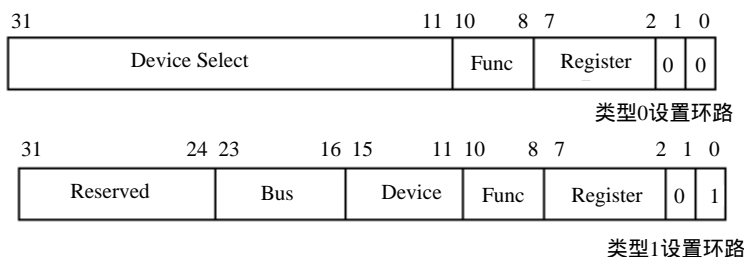 31 11 10 8 7 2 1 0
Device Select Func Register 0 0
类型0设置环路
31 24 23 16 15 11 10 8 7 2 1 0
Reserved Bus Device Func Register 0 1
类型1设置环路